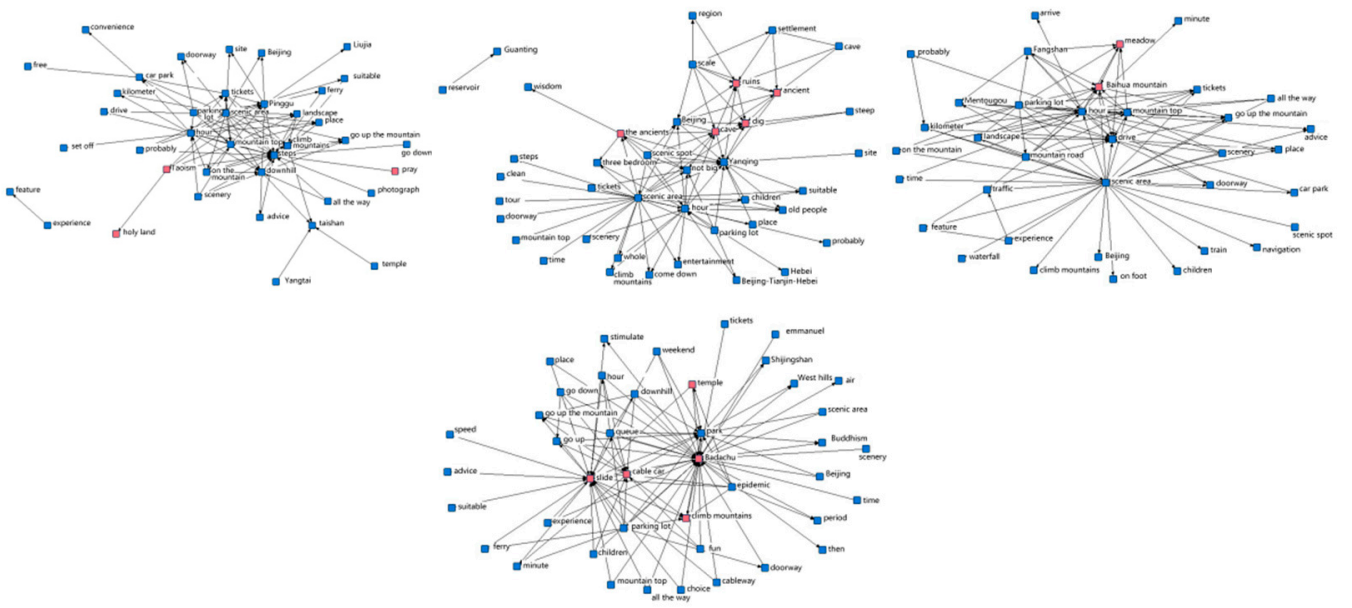 convenience
free
car park
doorway
site
Beijing
Liujia
suitable
kilometer
tickets
Pinggu
ferry
drive
parking lot
scenic area
landscape
place
set off
hour
probably
mountain top
climb mountains
go up the mountain
go down
steps
Taoism
on the mountain
downhill
pray
scenery
all the way
photograph
feature
experience
holy land
advice
taishan
temple
Yangtai
region
Guanting
reservoir
wisdom
settlement
cave
scale
ruins
ancient
steep
Beijing
dig
the ancients
cave
site
steps
scenic spot
three bedroom
not big
Yanqing
clean
tickets
tour
scenic area
children
suitable
old people
hour
doorway
place
mountain top
scenery
parking lot
probably
time
whole
climb mountains
come down
entertainment
Hebei
Beijing-Tianjin-Hebei
arrive
minute
probably
Fangshan
meadow
Baihua mountain
Mentougou
parking lot
tickets
all the way
hour
mountain top
go up the mountain
kilometer
landscape
drive
advice
on the mountain
mountain road
scenery
place
time
traffic
scenic area
doorway
car park
feature
experience
scenic spot
waterfall
Beijing
train
navigation
climb mountains
on foot
children
tickets
emmanuel
stimulate
weekend
place
Shijingshan
hour
temple
West hills
air
go down
downhill
go up the mountain
scenic area
speed
queue
park
go up
Buddhism
scenery
advice
slide
cable car
Badachu
Beijing
suitable
epidemic
time
experience
parking lot
climb mountains
period
ferry
children
fun
then
minute
mountain top
all the way
choice
cableway
doorway